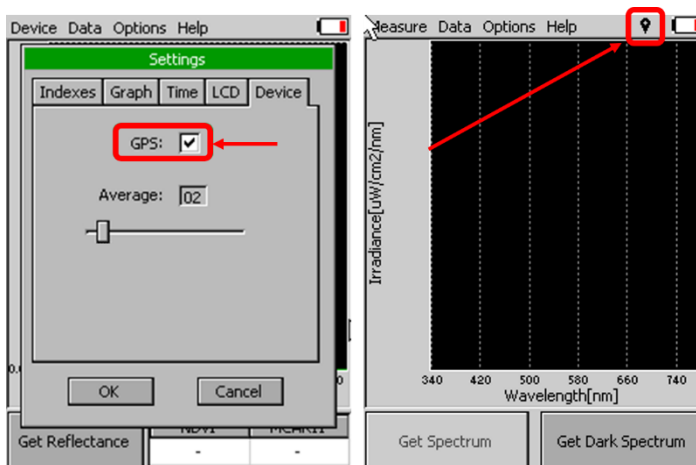 Device Data Options Help
Settings
Indexes Graph Time LCD Device
GPS:
Average: 02
OK Cancel
Get Reflectance
- -
Measure Data Options Help
Irradiance[uW/cm2/nm]
340 420 500 580 660 740
Wavelength[nm]
Get Spectrum Get Dark Spectrum